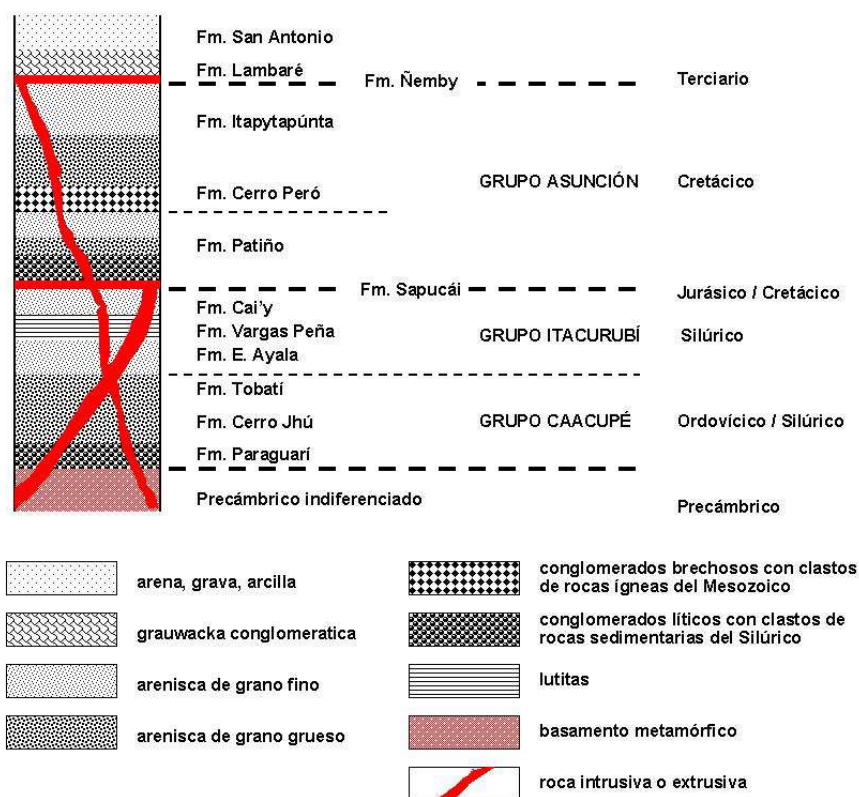 Fm. San Antonio
Fm. Lambaré
Fm. Ñemby
Terciario
Fm. Itapytapúnta
Fm. Cerro Peró
GRUPO ASUNCIÓN
Cretácico
Fm. Patiño
Fm. Sapucái
Jurásico / Cretácico
Fm. Cai'y
Fm. Vargas Peña
GRUPO ITACURUBÍ
Silúrico
Fm. E. Ayala
Fm. Tobatí
Fm. Cerro Jhú
GRUPO CAACUPÉ
Ordovícico / Silúrico
Fm. Paraguarí
Precámbrico indiferenciado
Precámbrico
arena, grava, arcilla
grauwacka conglomeratica
arenisca de grano fino
arenisca de grano grueso
conglomerados brechosos con clastos
de rocas ígneas del Mesozoico
conglomerados líticos con clastos de
rocas sedimentarias del Silúrico
lutitas
basamento metamórfico
roca intrusiva o extrusiva